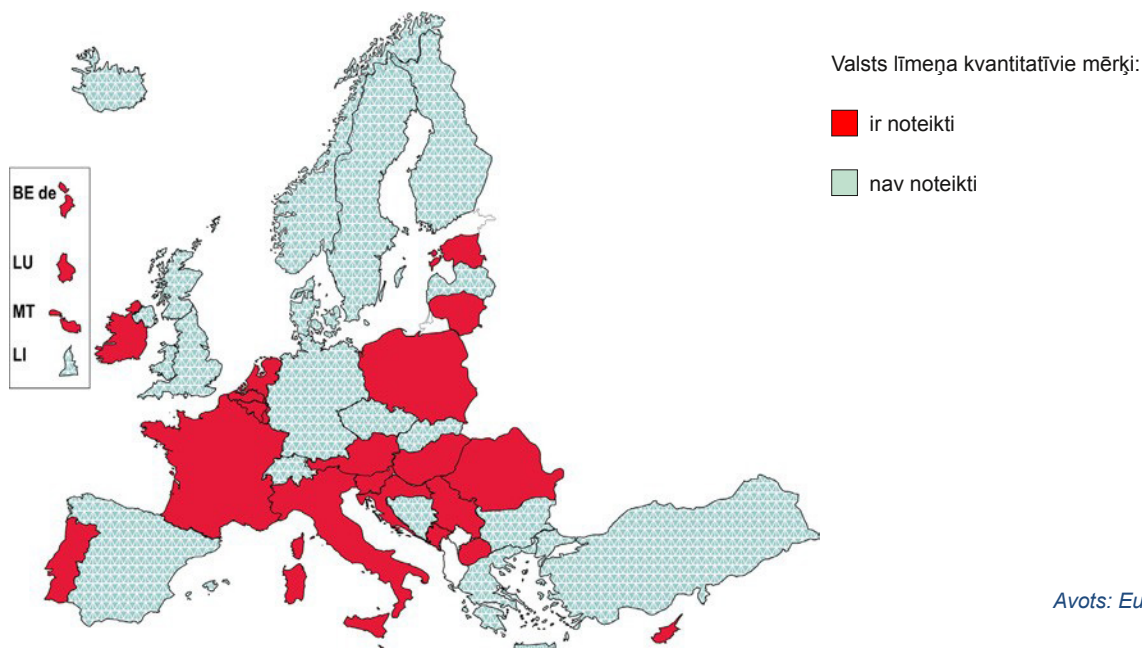 Valsts līmeņa kvantitatīvie mērķi:
ir noteikti
nav noteikti
BE de
LU
MT
LI
Avots: Eu